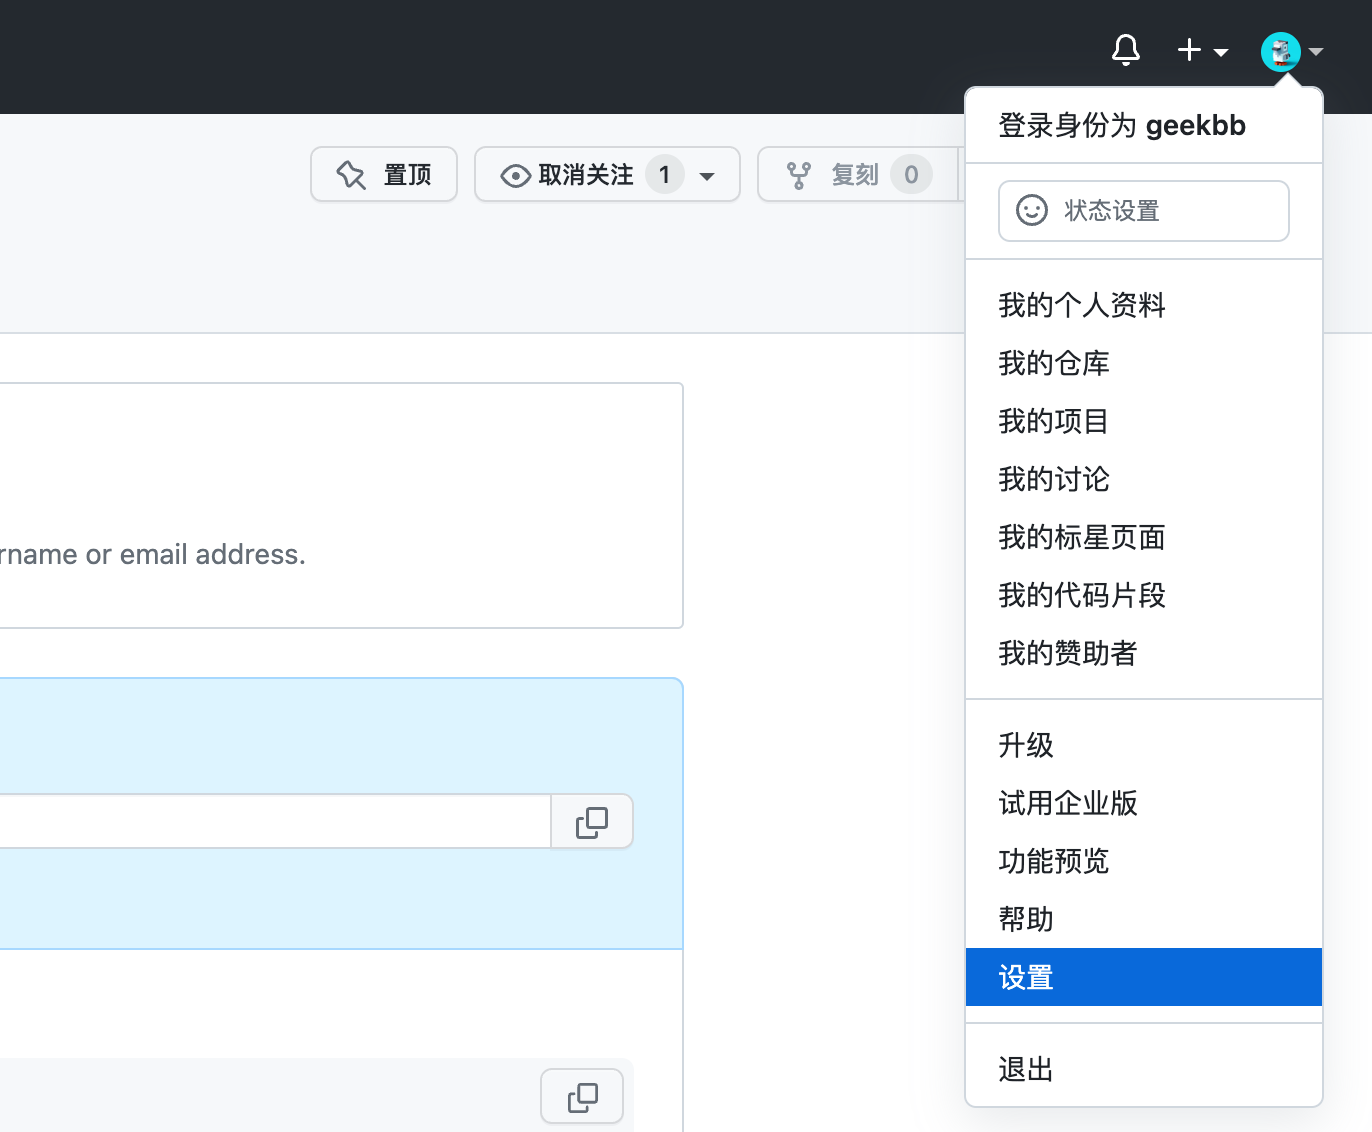 登录身份为 geekbb
置顶
取消关注 1
复刻 0
状态设置
我的个人资料
我的仓库
我的项目
我的讨论
我的标星页面
我的代码片段
我的赞助者
rname or email address.
升级
试用企业版
功能预览
帮助
设置
退出